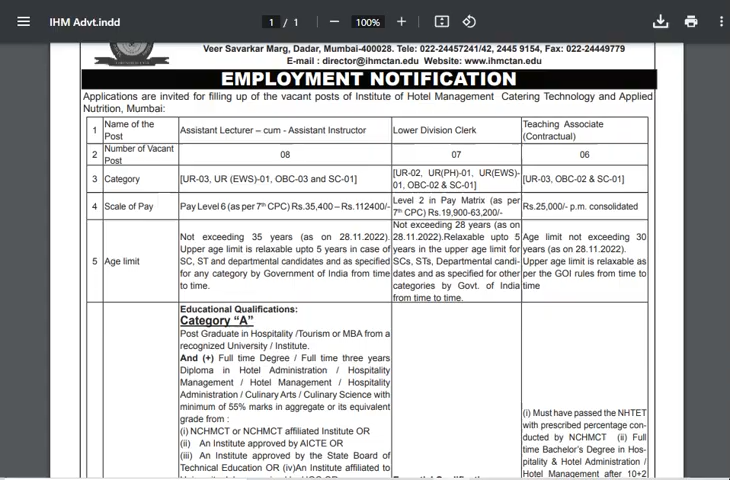 IHM Advt.indd
1 / 1
100%
Veer Savarkar Marg, Dadar, Mumbai-400028. Tele: 022-24457241/42, 2445 9154, Fax: 022-24449779
E-mail : director@ihmctan.edu Website: www.ihmctan.edu
EMPLOYMENT NOTIFICATION
Applications are invited for filling up of the vacant posts of Institute of Hotel Management Catering Technology and Applied
Nutrition, Mumbai:
1
Name of the
Post
Assistant Lecturer – cum - Assistant Instructor
Lower Division Clerk
Teaching Associate
(Contractual)
2
Number of Vacant
Post
08
07
06
3
Category
[UR-03, UR (EWS)-01, OBC-03 and SC-01]
[UR-02, UR(PH)-01, UR(EWS)-
01, OBC-02 & SC-01]
[UR-03, OBC-02 & SC-01]
4
Scale of Pay
Pay Level 6 (as per 7th CPC) Rs.35,400 – Rs.112400/-
Level 2 in Pay Matrix (as per
7th CPC) Rs.19,900-63,200/-
Rs.25,000/- p.m. consolidated
5
Age limit
Not exceeding 35 years (as on 28.11.2022).
Upper age limit is relaxable upto 5 years in case of
SC, ST and departmental candidates and as specified
for any category by Government of India from time
to time.
Not exceeding 28 years (as on
28.11.2022).Relaxable upto 5
years in the upper age limit for
SCs, STs, Departmental candi-
dates and as specified for other
categories by Govt. of India
from time to time.
Age limit not exceeding 30
years (as on 28.11.2022).
Upper age limit is relaxable as
per the GOI rules from time to
time
Educational Qualifications:
Category “A”
Post Graduate in Hospitality /Tourism or MBA from a
recognized University / Institute.
And (+) Full time Degree / Full time three years
Diploma in Hotel Administration / Hospitality
Management / Hotel Management / Hospitality
Administration / Culinary Arts / Culinary Science with
minimum of 55% marks in aggregate or its equivalent
grade from :
(i) NCHMCT or NCHMCT affiliated Institute OR
(ii) An Institute approved by AICTE OR
(iii) An Institute approved by the State Board of
Technical Education OR (iv)An Institute affiliated to
(i) Must have passed the NHTET
with prescribed percentage con-
ducted by NCHMCT (ii) Full
time Bachelor's Degree in Hos-
pitality & Hotel Administration /
Hotel Management after 10+2